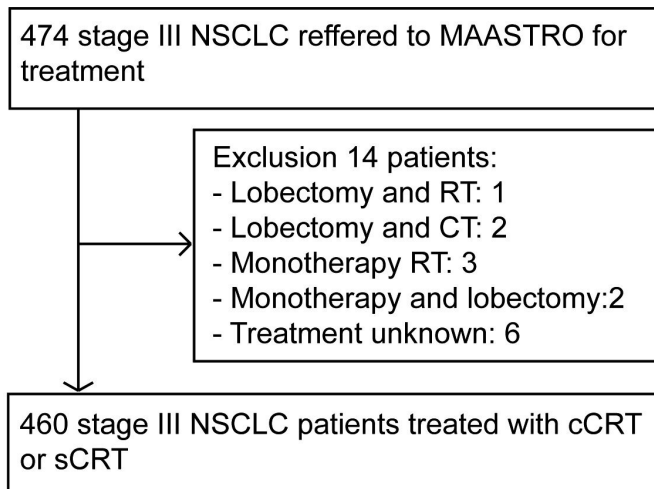 474 stage III NSCLC reffered to MAASTRO for
treatment
Exclusion 14 patients:
- Lobectomy and RT: 1
- Lobectomy and CT: 2
- Monotherapy RT: 3
- Monotherapy and lobectomy:2
- Treatment unknown: 6
460 stage III NSCLC patients treated with cCRT
or sCRT